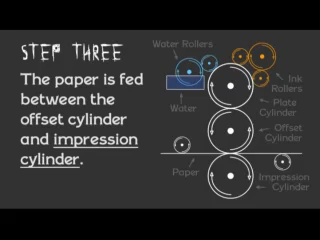 STEP THREE
The paper is fed
between the
offset cylinder
and impression
cylinder.
Water Rollers
Water
Ink
Rollers
Plate
Cylinder
Offset
Cylinder
Paper
Impression
Cylinder